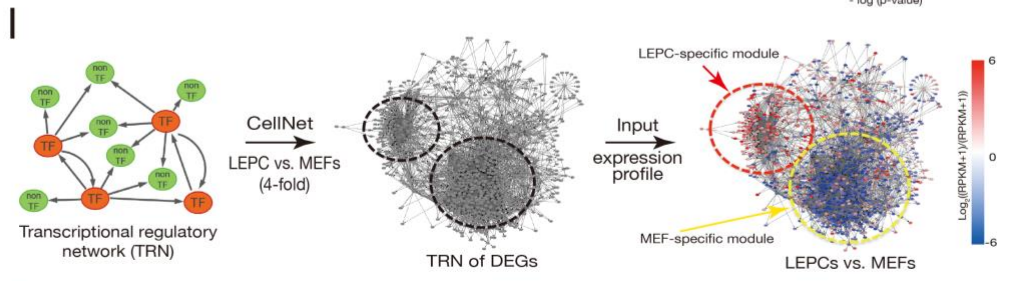 - log (p-value)
I
non
TF
non
TF
non
TF
non
TF
TF
TF
non
TF
non
TF
non
TF
TF
TF
Transcriptional regulatory
network (TRN)
CellNet
LEPC vs. MEFs
(4-fold)
TRN of DEGs
Input
expression
profile
LEPC-specific module
MEF-specific module
LEPCs vs. MEFs
6
0
-6
Log2((RPKM+1)/(RPKM+1))